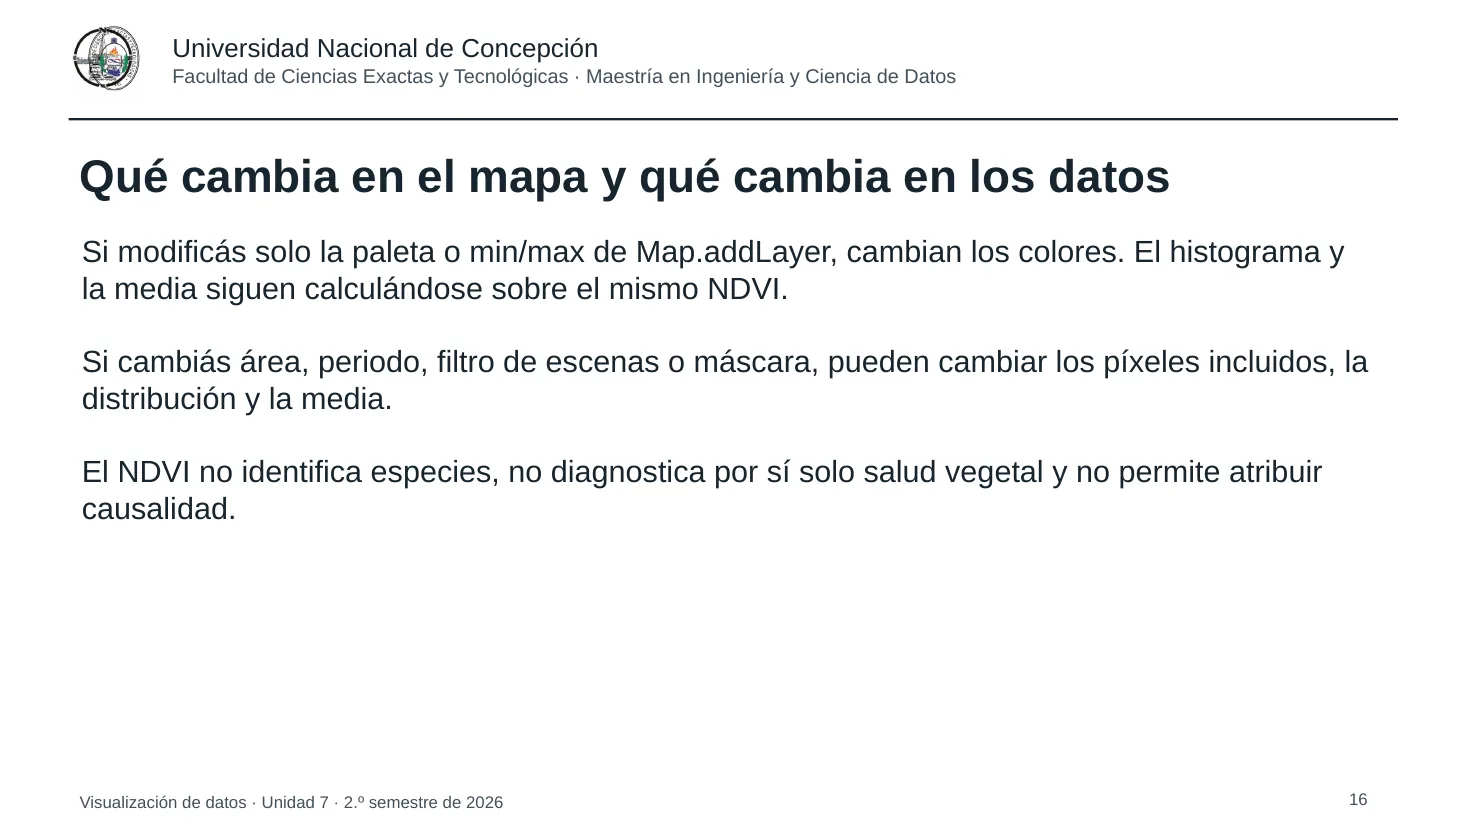 Universidad Nacional de Concepción
Facultad de Ciencias Exactas y Tecnológicas · Maestría en Ingeniería y Ciencia de Datos
Qué cambia en el mapa y qué cambia en los datos
Si modificás solo la paleta o min/max de Map.addLayer, cambian los colores. El histograma y
la media siguen calculándose sobre el mismo NDVI.
Si cambiás área, periodo, filtro de escenas o máscara, pueden cambiar los píxeles incluidos, la
distribución y la media.
El NDVI no identifica especies, no diagnostica por sí solo salud vegetal y no permite atribuir
causalidad.
Visualización de datos · Unidad 7 · 2.º semestre de 2026
16